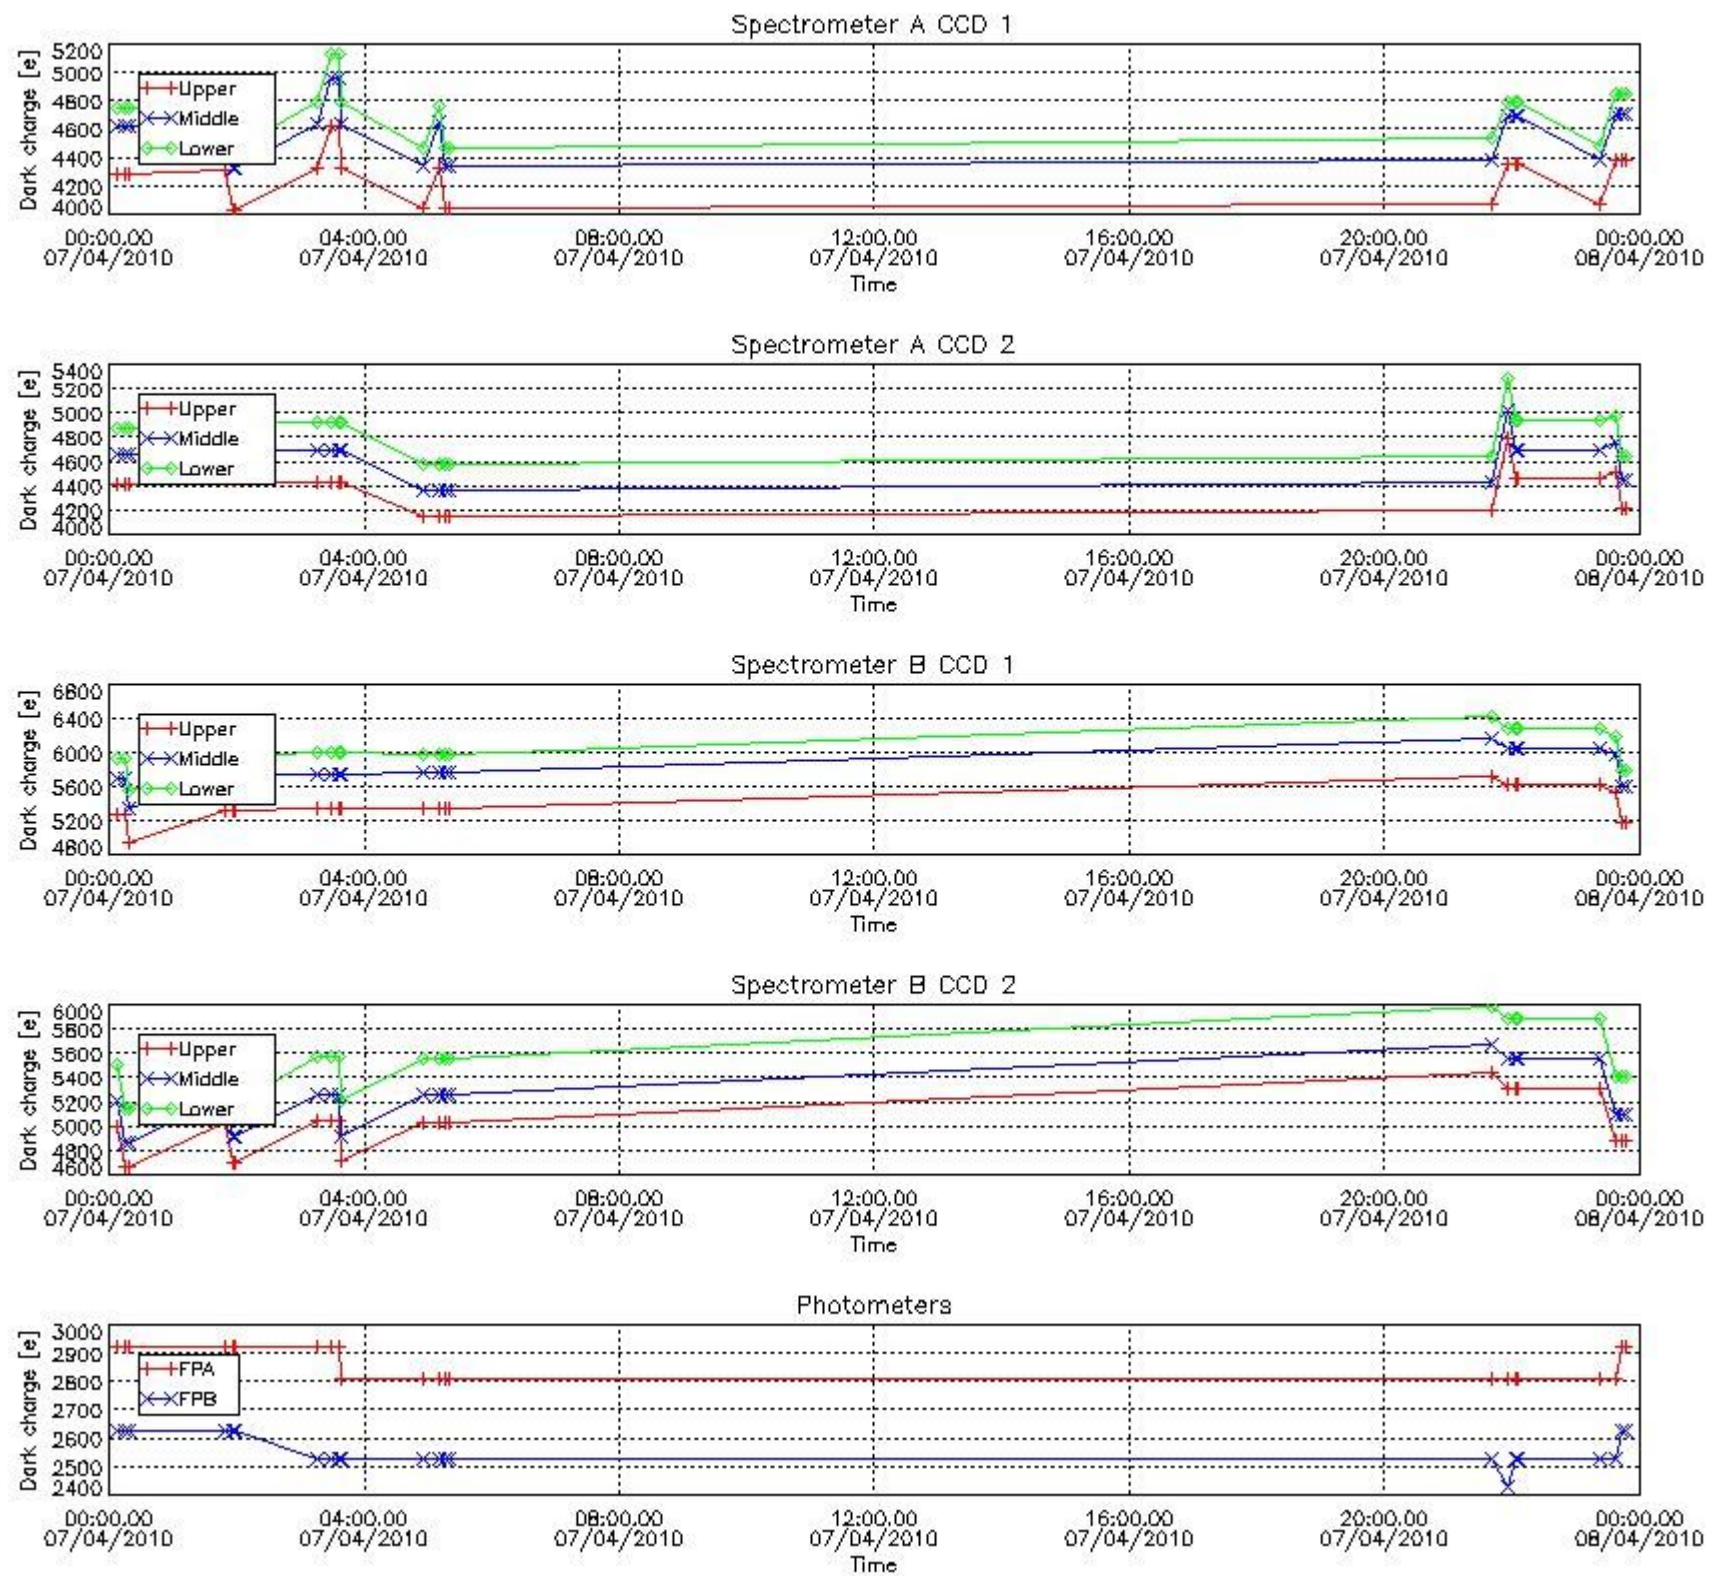 Spectrometer A CCD 1
Dark charge [e]
5200
5000
4800
4600
4400
4200
4000
Upper
Middle
Lower
00:00.00 04:00.00 08:00.00 12:00.00 16:00.00 20:00.00 00:00.00
07/04/2010 07/04/2010 07/04/2010 07/04/2010 07/04/2010 07/04/2010 08/04/2010
Time
Spectrometer A CCD 2
Dark charge [e]
5400
5200
5000
4800
4600
4400
4200
4000
Upper
Middle
Lower
00:00.00 04:00.00 08:00.00 12:00.00 16:00.00 20:00.00 00:00.00
07/04/2010 07/04/2010 07/04/2010 07/04/2010 07/04/2010 07/04/2010 08/04/2010
Time
Spectrometer B CCD 1
Dark charge [e]
6800
6400
6000
5600
5200
4800
Upper
Middle
Lower
00:00.00 04:00.00 08:00.00 12:00.00 16:00.00 20:00.00 00:00.00
07/04/2010 07/04/2010 07/04/2010 07/04/2010 07/04/2010 07/04/2010 08/04/2010
Time
Spectrometer B CCD 2
Dark charge [e]
6000
5800
5600
5400
5200
5000
4800
4600
Upper
Middle
Lower
00:00.00 04:00.00 08:00.00 12:00.00 16:00.00 20:00.00 00:00.00
07/04/2010 07/04/2010 07/04/2010 07/04/2010 07/04/2010 07/04/2010 08/04/2010
Time
Photometers
Dark charge [e]
3000
2900
2800
2700
2600
2500
2400
FPA
FPB
00:00.00 04:00.00 08:00.00 12:00.00 16:00.00 20:00.00 00:00.00
07/04/2010 07/04/2010 07/04/2010 07/04/2010 07/04/2010 07/04/2010 08/04/2010
Time